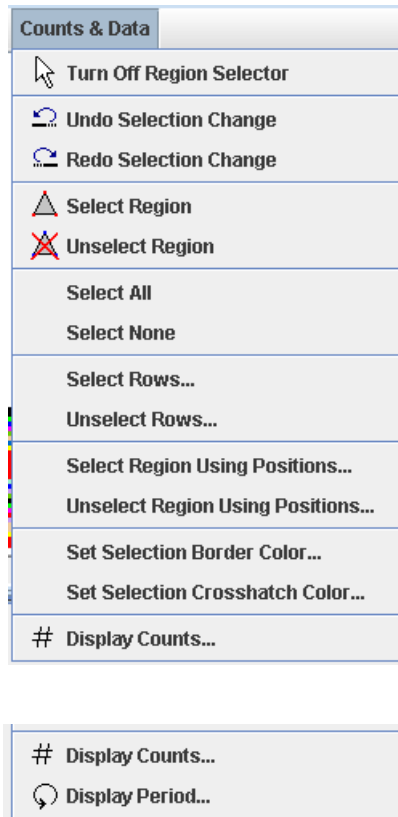 Counts & Data
Turn Off Region Selector
Undo Selection Change
Redo Selection Change
Select Region
Unselect Region
Select All
Select None
Select Rows...
Unselect Rows...
Select Region Using Positions...
Unselect Region Using Positions...
Set Selection Border Color...
Set Selection Crosshatch Color...
# Display Counts...
# Display Counts...
Display Period...